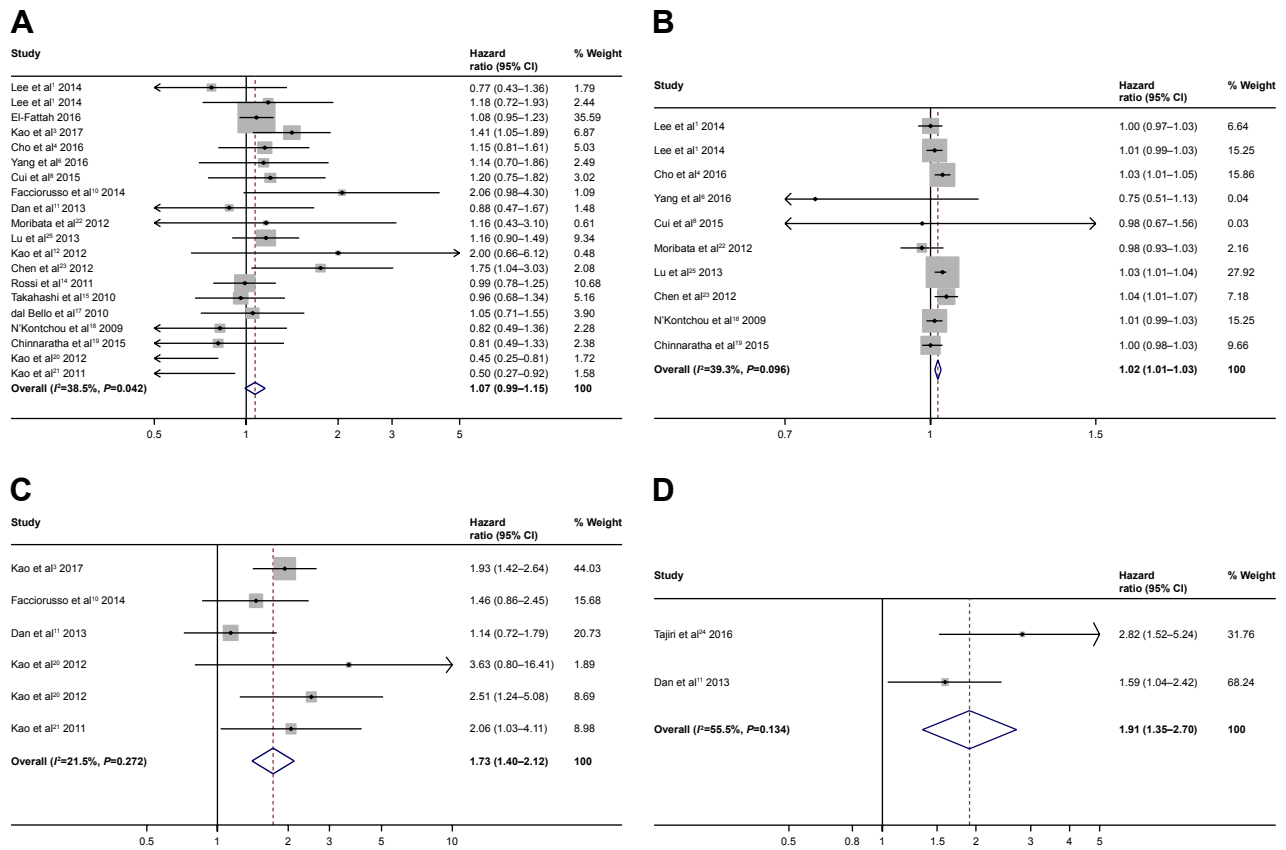 A
Study Hazard ratio (95% CI) % Weight
Lee et al¹ 2014 0.77 (0.43–1.36) 1.79
Lee et al¹ 2014 1.18 (0.72–1.93) 2.44
El-Fattah 2016 1.08 (0.95–1.23) 35.59
Kao et al³ 2017 1.41 (1.05–1.89) 6.87
Cho et al⁴ 2016 1.15 (0.81–1.61) 5.03
Yang et al⁶ 2016 1.14 (0.70–1.86) 2.49
Cui et al⁸ 2015 1.20 (0.75–1.82) 3.02
Facciorusso et al¹⁰ 2014 2.06 (0.98–4.30) 1.09
Dan et al¹¹ 2013 0.88 (0.47–1.67) 1.48
Moribata et al²² 2012 1.16 (0.43–3.10) 0.61
Lu et al²⁵ 2013 1.16 (0.90–1.49) 9.34
Kao et al¹² 2012 2.00 (0.66–6.12) 0.48
Chen et al²³ 2012 1.75 (1.04–3.03) 2.08
Rossi et al¹⁴ 2011 0.99 (0.78–1.25) 10.68
Takahashi et al¹⁵ 2010 0.96 (0.68–1.34) 5.16
dal Bello et al¹⁷ 2010 1.05 (0.71–1.55) 3.90
N'Kontchou et al¹⁸ 2009 0.82 (0.49–1.36) 2.28
Chinnaratha et al¹⁹ 2015 0.81 (0.49–1.33) 2.38
Kao et al²⁰ 2012 0.45 (0.25–0.81) 1.72
Kao et al²¹ 2011 0.50 (0.27–0.92) 1.58
Overall (I²=38.5%, P=0.042) 1.07 (0.99–1.15) 100
0.5 1 2 3 5
B
Study Hazard ratio (95% CI) % Weight
Lee et al¹ 2014 1.00 (0.97–1.03) 6.64
Lee et al¹ 2014 1.01 (0.99–1.03) 15.25
Cho et al⁴ 2016 1.03 (1.01–1.05) 15.86
Yang et al⁶ 2016 0.75 (0.51–1.13) 0.04
Cui et al⁸ 2015 0.98 (0.67–1.56) 0.03
Moribata et al²² 2012 0.98 (0.93–1.03) 2.16
Lu et al²⁵ 2013 1.03 (1.01–1.04) 27.92
Chen et al²³ 2012 1.04 (1.01–1.07) 7.18
N'Kontchou et al¹⁸ 2009 1.01 (0.99–1.03) 15.25
Chinnaratha et al¹⁹ 2015 1.00 (0.98–1.03) 9.66
Overall (I²=39.3%, P=0.096) 1.02 (1.01–1.03) 100
0.7 1 1.5
C
Study Hazard ratio (95% CI) % Weight
Kao et al³ 2017 1.93 (1.42–2.64) 44.03
Facciorusso et al¹⁰ 2014 1.46 (0.86–2.45) 15.68
Dan et al¹¹ 2013 1.14 (0.72–1.79) 20.73
Kao et al²⁰ 2012 3.63 (0.80–16.41) 1.89
Kao et al²⁰ 2012 2.51 (1.24–5.08) 8.69
Kao et al²¹ 2011 2.06 (1.03–4.11) 8.98
Overall (I²=21.5%, P=0.272) 1.73 (1.40–2.12) 100
0.5 1 2 3 5 10
D
Study Hazard ratio (95% CI) % Weight
Tajiri et al²⁴ 2016 2.82 (1.52–5.24) 31.76
Dan et al¹¹ 2013 1.59 (1.04–2.42) 68.24
Overall (I²=55.5%, P=0.134) 1.91 (1.35–2.70) 100
0.5 0.8 1 1.5 2 3 4 5